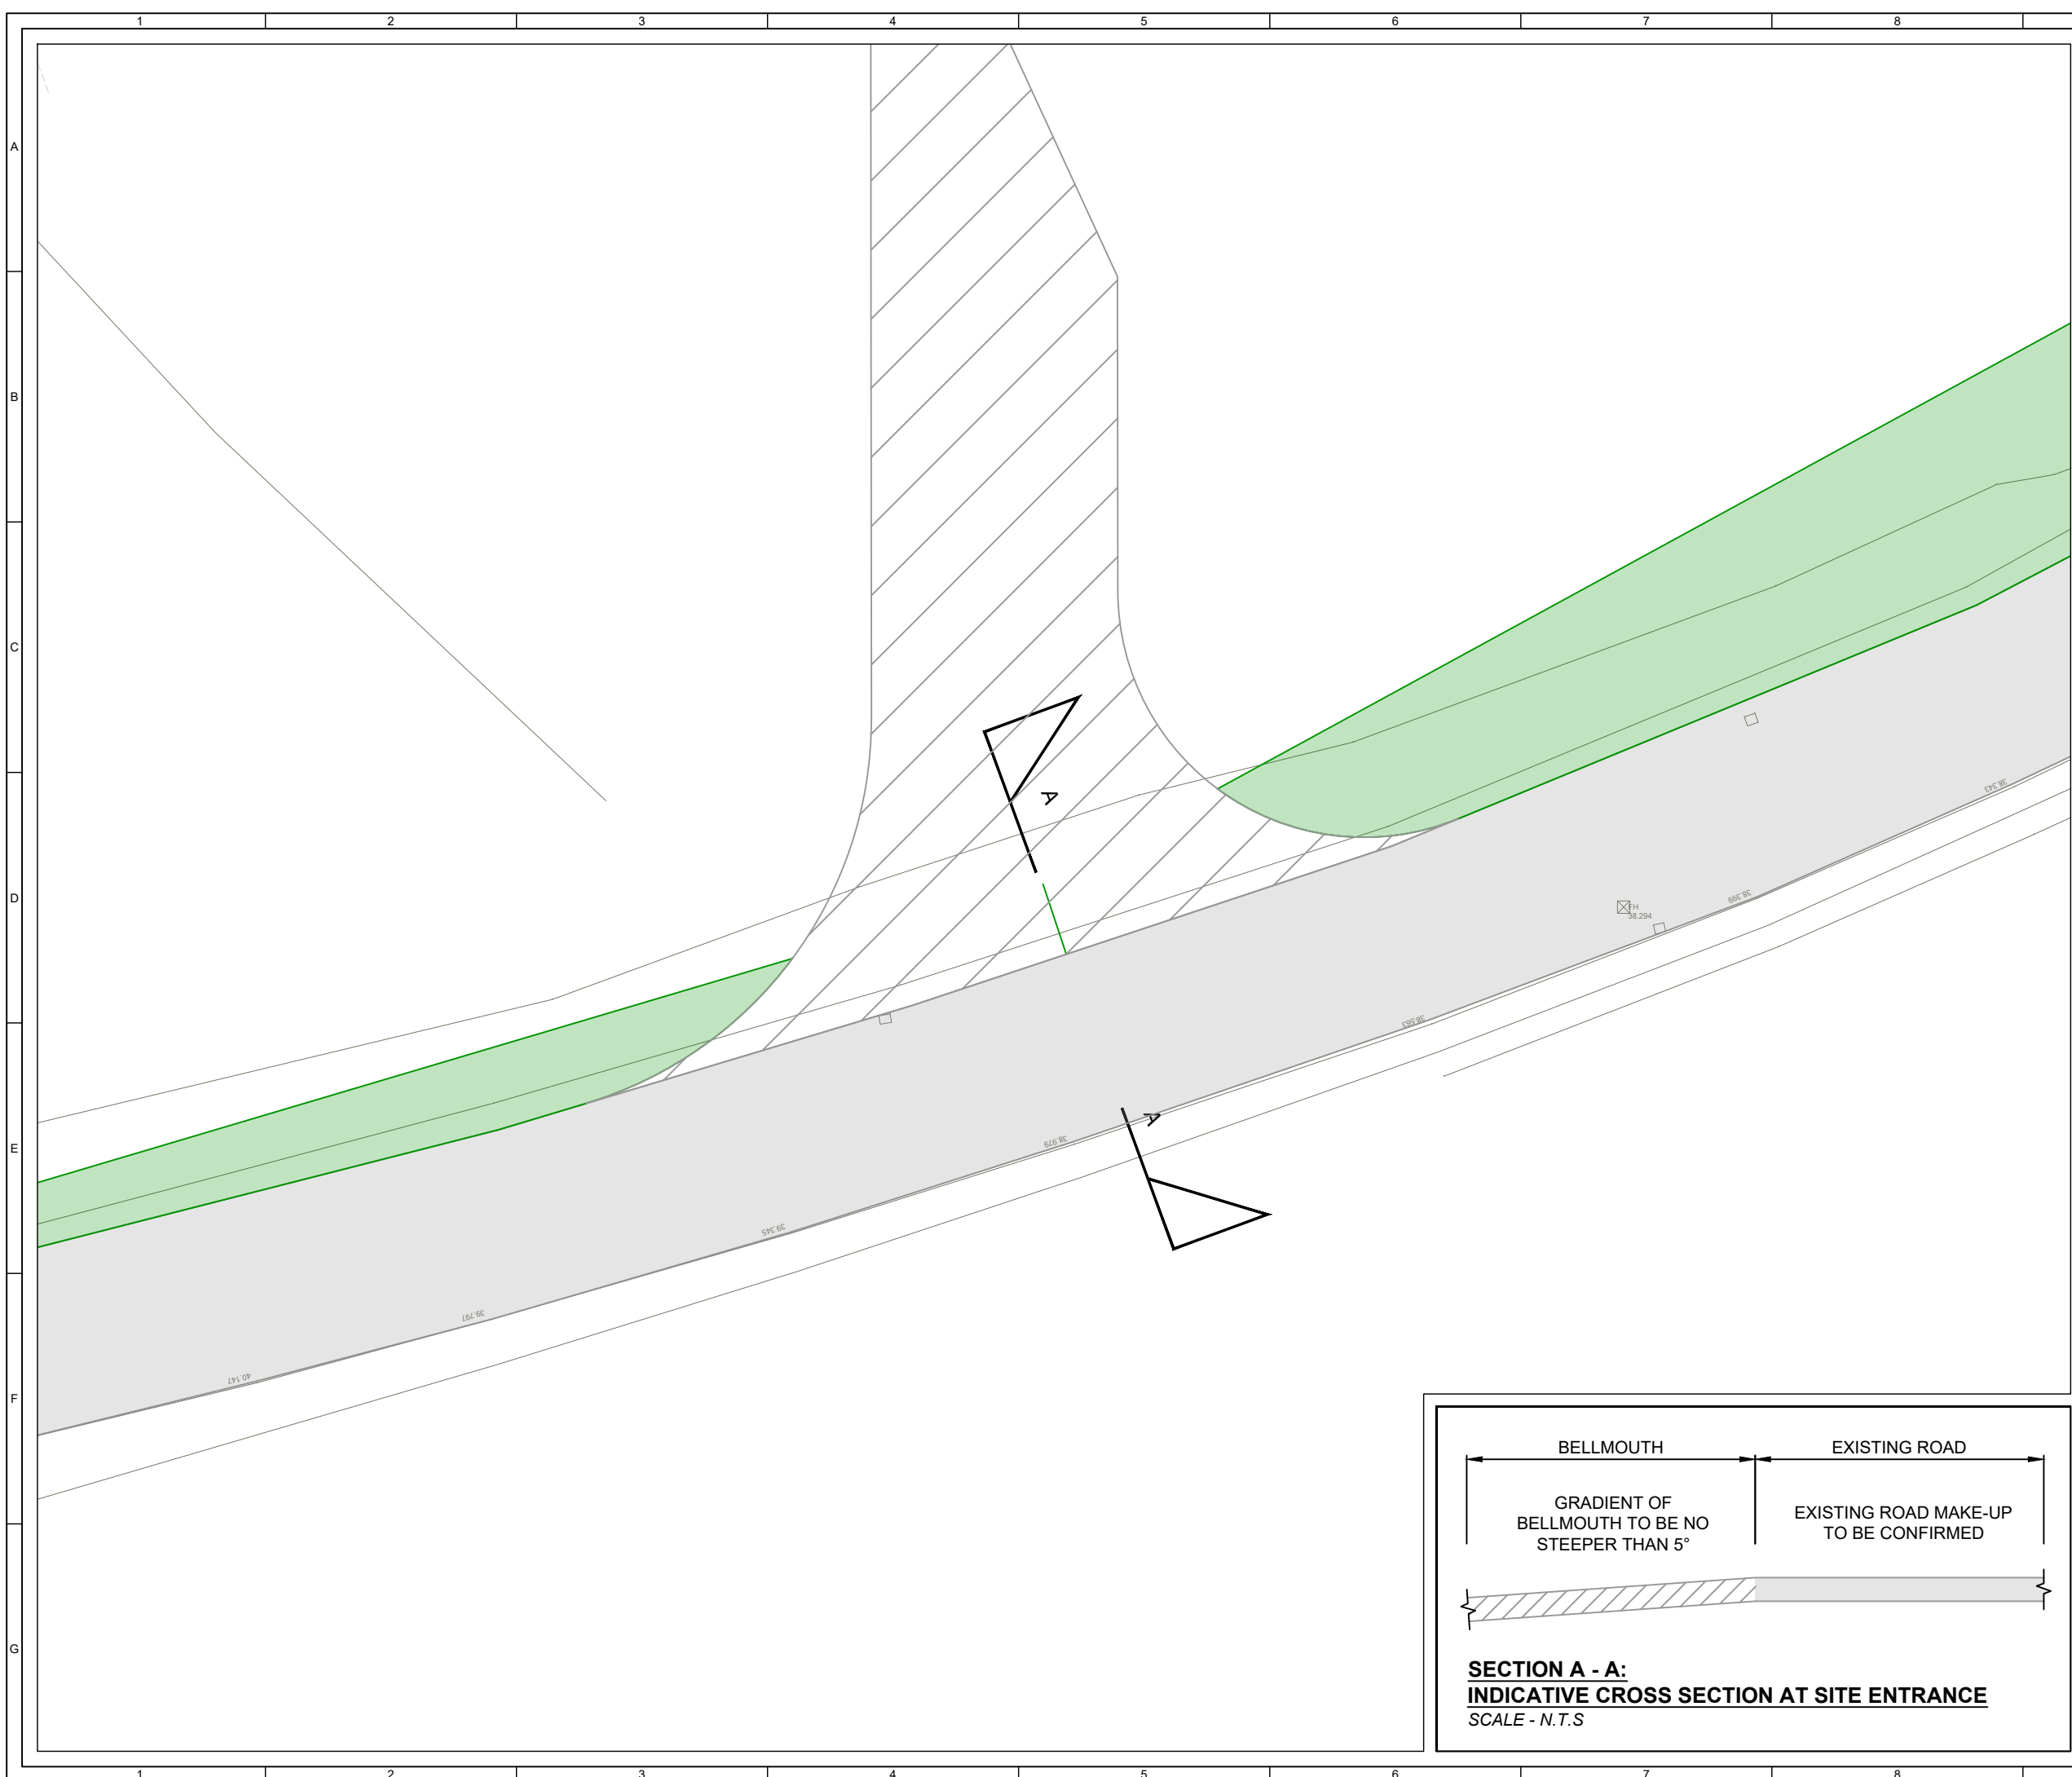 1 2 3 4 5 6 7 8
A
B
C
D
E
F
G
A
A
FH
38.294
38.343
38.399
38.563
38.979
39.345
39.797
40.147
BELLMOUTH
EXISTING ROAD
GRADIENT OF
BELLMOUTH TO BE NO
STEEPER THAN 5°
EXISTING ROAD MAKE-UP
TO BE CONFIRMED
SECTION A - A:
INDICATIVE CROSS SECTION AT SITE ENTRANCE
SCALE - N.T.S
1 2 3 4 5 6 7 8